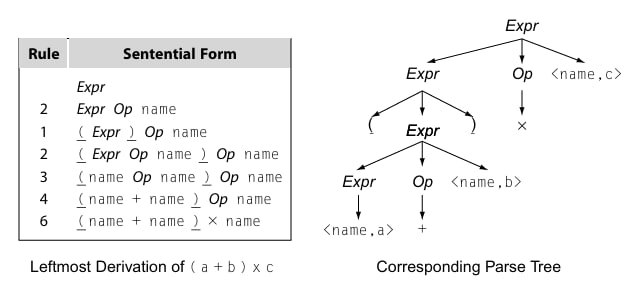 Rule Sentential Form
Expr
2 Expr Op name
1 ( Expr ) Op name
2 ( Expr Op name ) Op name
3 ( name Op name ) Op name
4 ( name + name ) Op name
6 ( name + name ) × name
Leftmost Derivation of ( a + b ) x c
Expr
Expr Op <name,c>
( ) ×
Expr
Expr Op <name,b>
<name,a> +
Corresponding Parse Tree